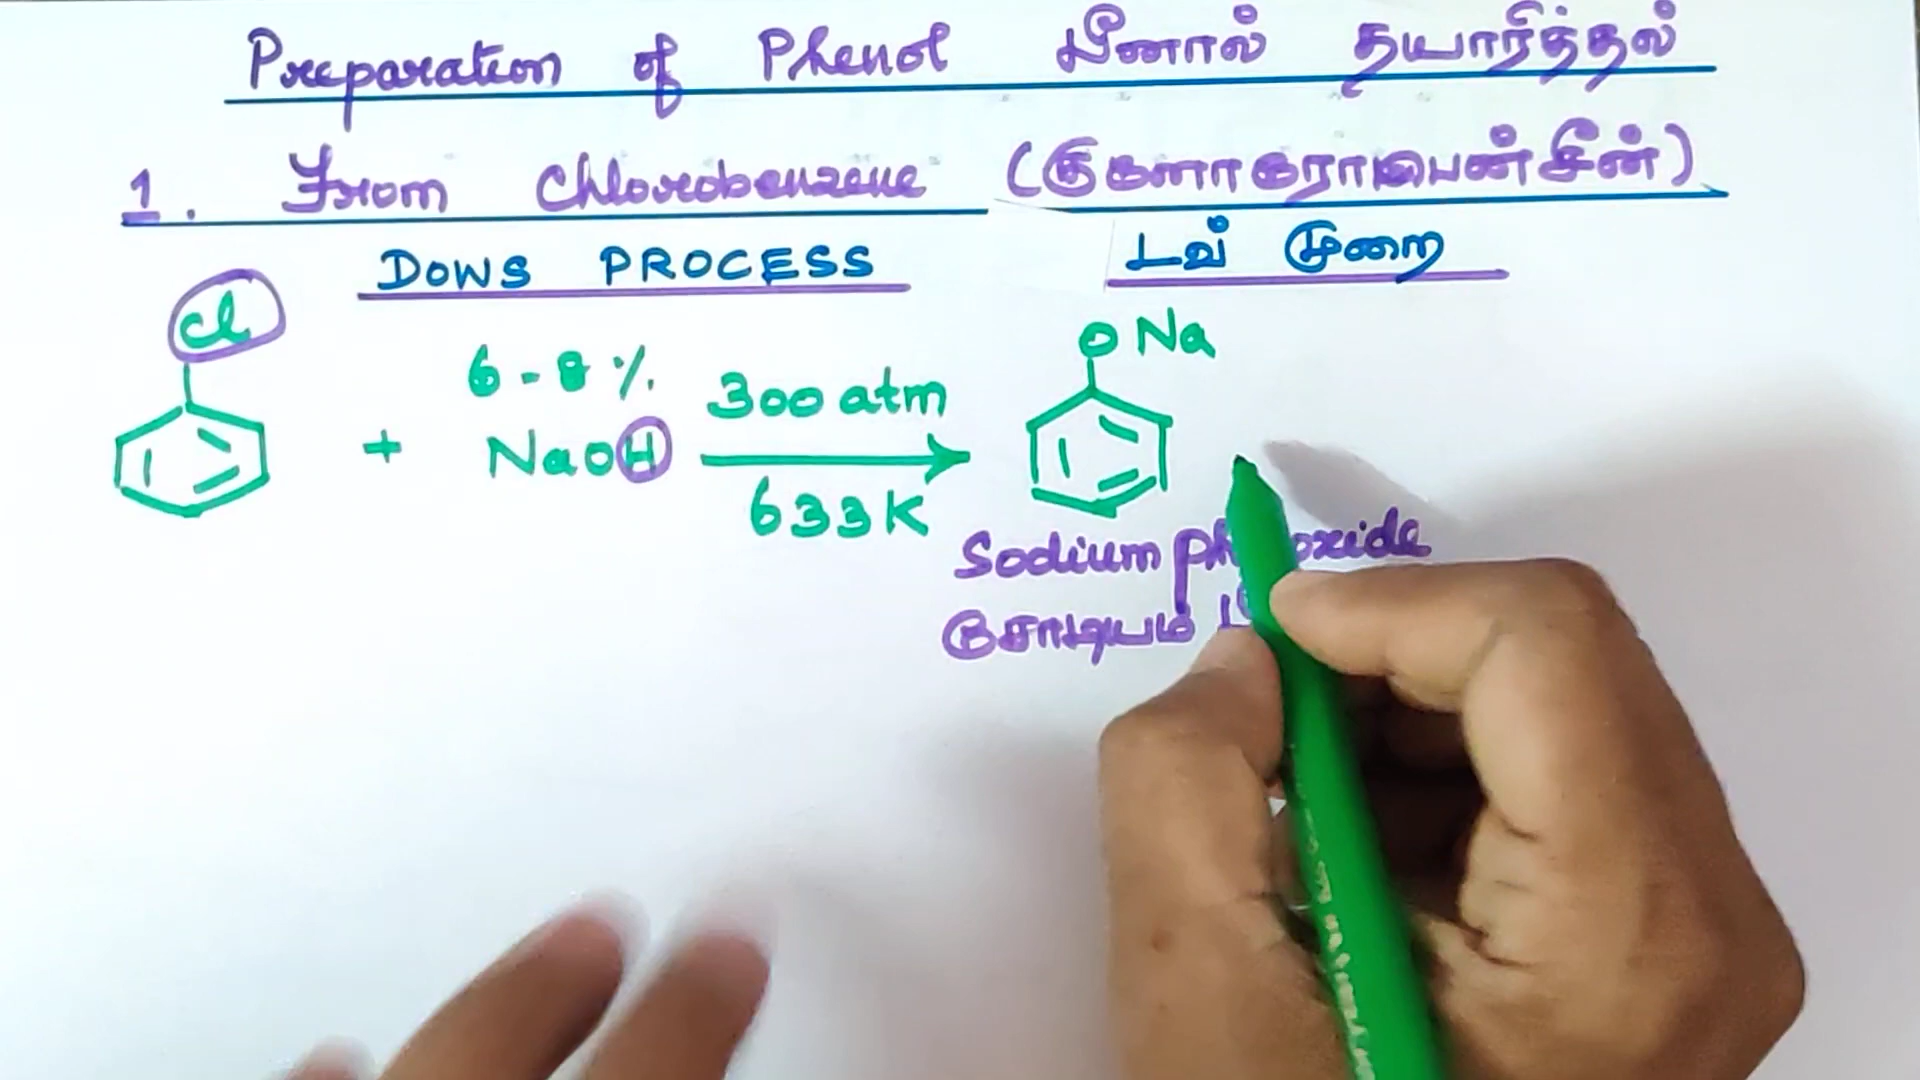 Preparation of Phenol பீனால் தயாரித்தல்
1. From Chlorobenzene (குளோரோபென்சீன்)
DOWS PROCESS டவ் முறை
Cl
O Na
6-8%
300 atm
+ NaOH
633K
Sodium
சோடியம்